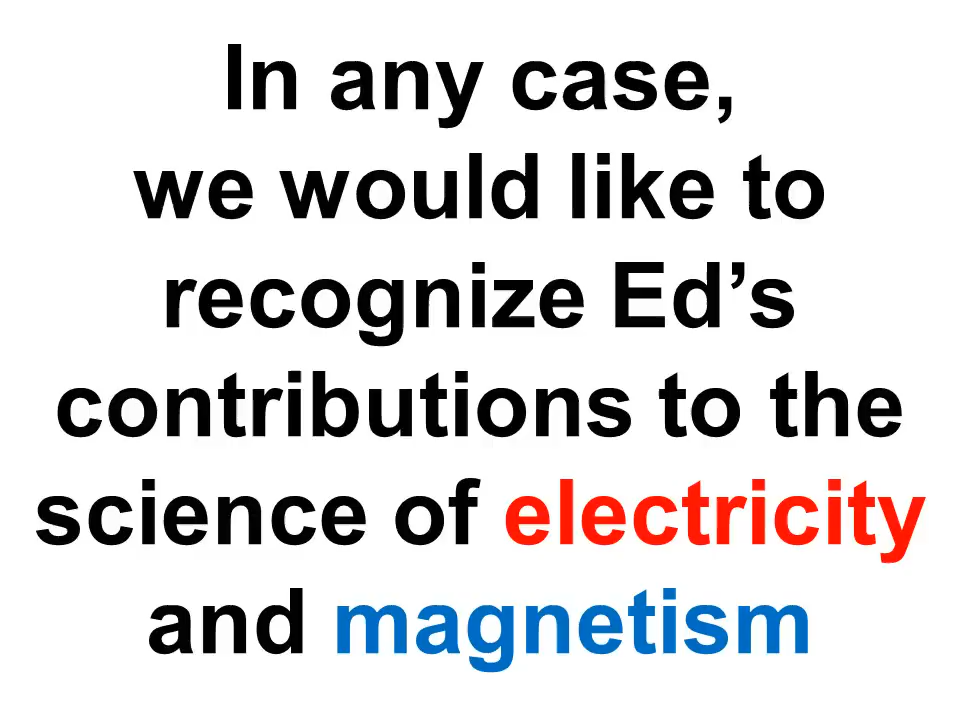 In any case,
we would like to
recognize Ed’s
contributions to the
science of electricity
and magnetism